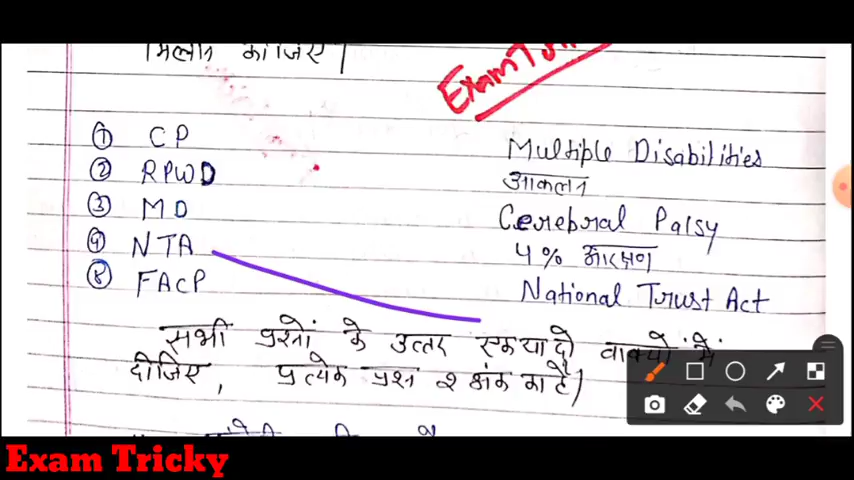 मिलान कीजिए|
Exam
① CP
Multiple Disabilities
② RPWD
आकलन
③ MD
Cerebral Palsy
④ NTA
4% आरक्षण
⑤ FACP
National Trust Act
सभी प्रश्नों के उत्तर एक या दो वाक्यों में
दीजिए, प्रत्येक प्रश्न २ अंक का है|
Exam Tricky